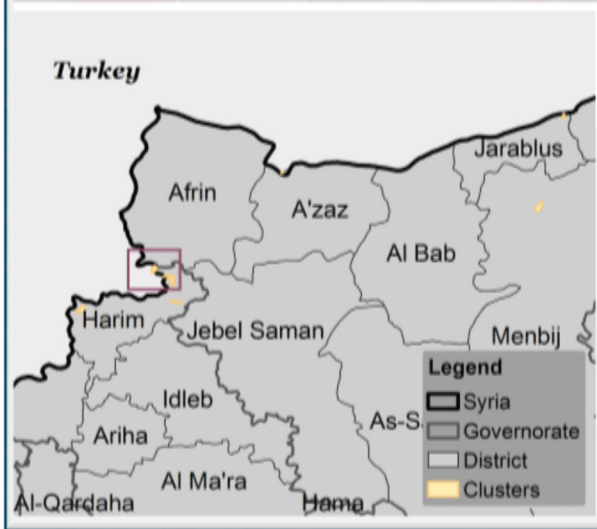 Turkey
Jarablus
Afrin
A'zaz
Al Bab
Harim
Jebel Saman
Menbij
Legend
Idleb
Syria
As-S
Ariha
Governorate
District
Al Ma'ra
Clusters
Al-Qardaha
Hama